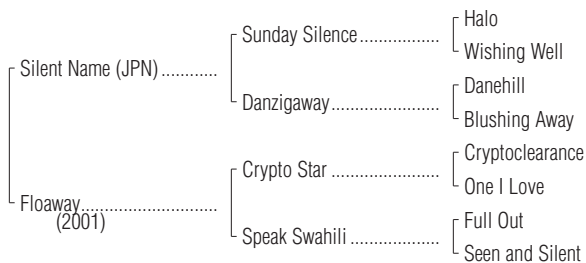 Halo
Sunday Silence
Wishing Well
Silent Name (JPN)
Danehill
Danzigaway
Blushing Away
Cryptoclearance
Crypto Star
One I Love
Floaway
(2001)
Full Out
Speak Swahili
Seen and Silent